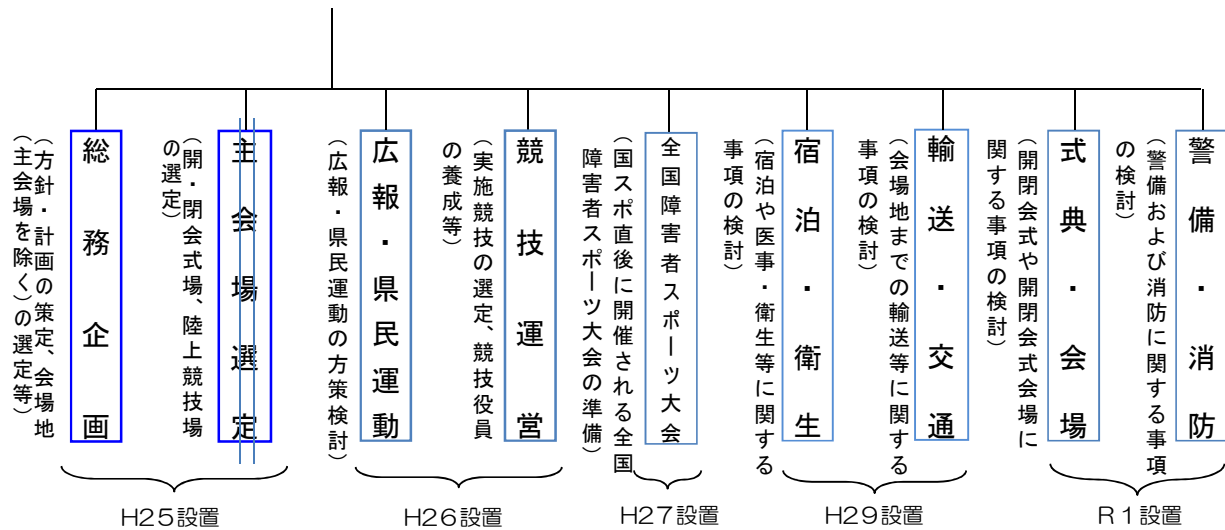 総務企画
（方針・計画の策定、会場地
（主会場を除く）の選定等）
主会場選定
（開・閉会式場、陸上競技場
の選定）
広報・県民運動
（広報・県民運動の方策検討）
競技運営
（実施競技の選定、競技役員
の養成等）
全国障害者スポーツ大会
（国スポ直後に開催される全国
障害者スポーツ大会の準備）
宿泊・衛生
（宿泊や医事・衛生等に関する
事項の検討）
輸送・交通
（会場地までの輸送等に関する
事項の検討）
式典・会場
（開閉会式や開閉会式会場に
関する事項の検討）
警備・消防
（警備および消防に関する事項
の検討）
H25設置
H26設置
H27設置
H29設置
R1設置